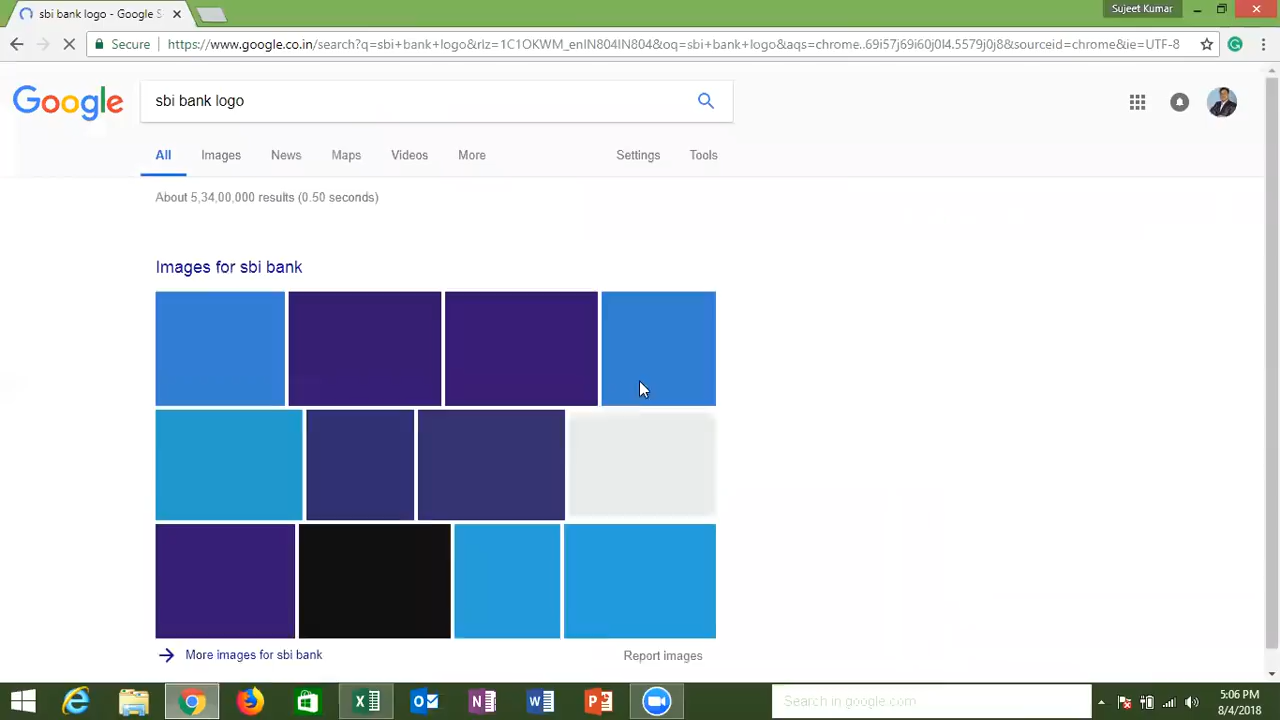 sbi bank logo - Google S
Sujeet Kumar
Secure
https://www.google.co.in/search?q=sbi+bank+logo&rlz=1C1OKWM_enIN804IN804&oq=sbi+bank+logo&aqs=chrome..69i57j69i60j0l4.5579j0j8&sourceid=chrome&ie=UTF-8
Google
sbi bank logo
All Images News Maps Videos More Settings Tools
About 5,34,00,000 results (0.50 seconds)
Images for sbi bank
More images for sbi bank
Report images
Search in google.com
5:06 PM
8/4/2018